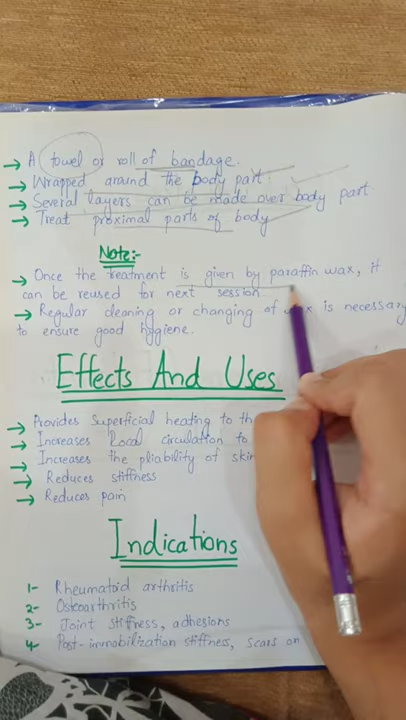 → A towel or roll of bandage.
→ Wrapped around the body part.
→ Several layers can be made over body part
→ Treat proximal parts of body
Note:-
→ Once the treatment is given by paraffin wax, it
can be reused for next session.
→ Regular cleaning or changing of wax is necessary
to ensure good hygiene.
Effects And Uses
→ Provides Superficial heating to the
→ Increases Local circulation to
→ Increases the pliability of skin
→ Reduces stiffness
→ Reduces pain
Indications
1- Rheumatoid arthritis
2- Osteoarthritis
3- Joint stiffness, adhesions
4- Post-immobilization stiffness, scars on